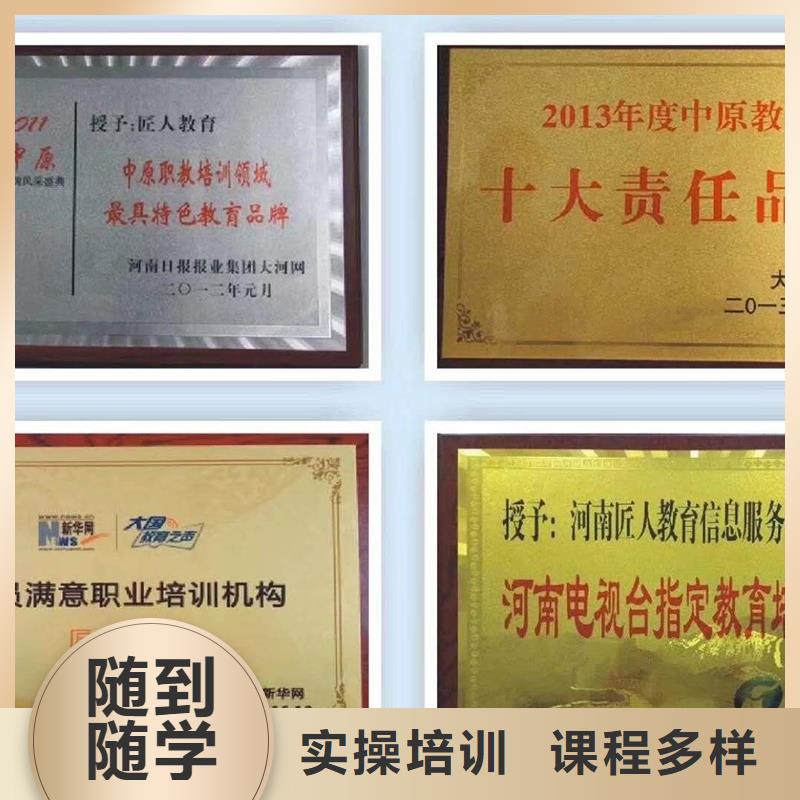 2011
中原
授予:匠人教育
中原职教培训领域
最具特色教育品牌
河南日报报业集团大河网
二〇一二年元月
2013年度中原教
十大责任品
大
二〇一三
www.news.cn
新华网
NEWS
大国
教育之声
员满意职业培训机构
新华网
授予: 河南匠人教育信息服务
河南电视台指定教育培
随到
随学
实操培训 课程多样